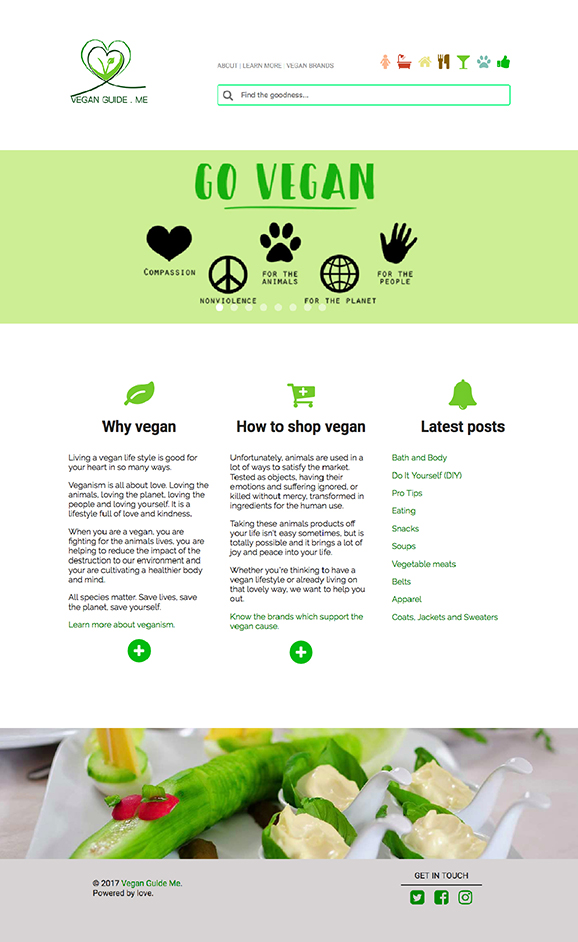 VEGAN GUIDE . ME
ABOUT | LEARN MORE | VEGAN BRANDS
Find the goodness...
GO VEGAN
COMPASSION
NONVIOLENCE
FOR THE
ANIMALS
FOR THE PLANET
FOR THE
PEOPLE
Why vegan
Living a vegan life style is good for
your heart in so many ways.
Veganism is all about love. Loving the
animals, loving the planet, loving the
people and loving yourself. It is a
lifestyle full of love and kindness.
When you are a vegan, you are
fighting for the animals lives, you are
helping to reduce the impact of the
destruction to our environment and
your are cultivating a healthier body
and mind.
All species matter. Save lives, save
the planet, save yourself.
Learn more about veganism.
How to shop vegan
Unfortunately, animals are used in a
lot of ways to satisfy the market.
Tested as objects, having their
emotions and suffering ignored, or
killed without mercy, transformed in
ingredients for the human use.
Taking these animals products off
your life isn't easy sometimes, but is
totally possible and it brings a lot of
joy and peace into your life.
Whether you're thinking to have a
vegan lifestyle or already living on
that lovely way, we want to help you
out.
Know the brands which support the
vegan cause.
Latest posts
Bath and Body
Do It Yourself (DIY)
Pro Tips
Eating
Snacks
Soups
Vegetable meats
Belts
Apparel
Coats, Jackets and Sweaters
© 2017 Vegan Guide Me.
Powered by love.
GET IN TOUCH